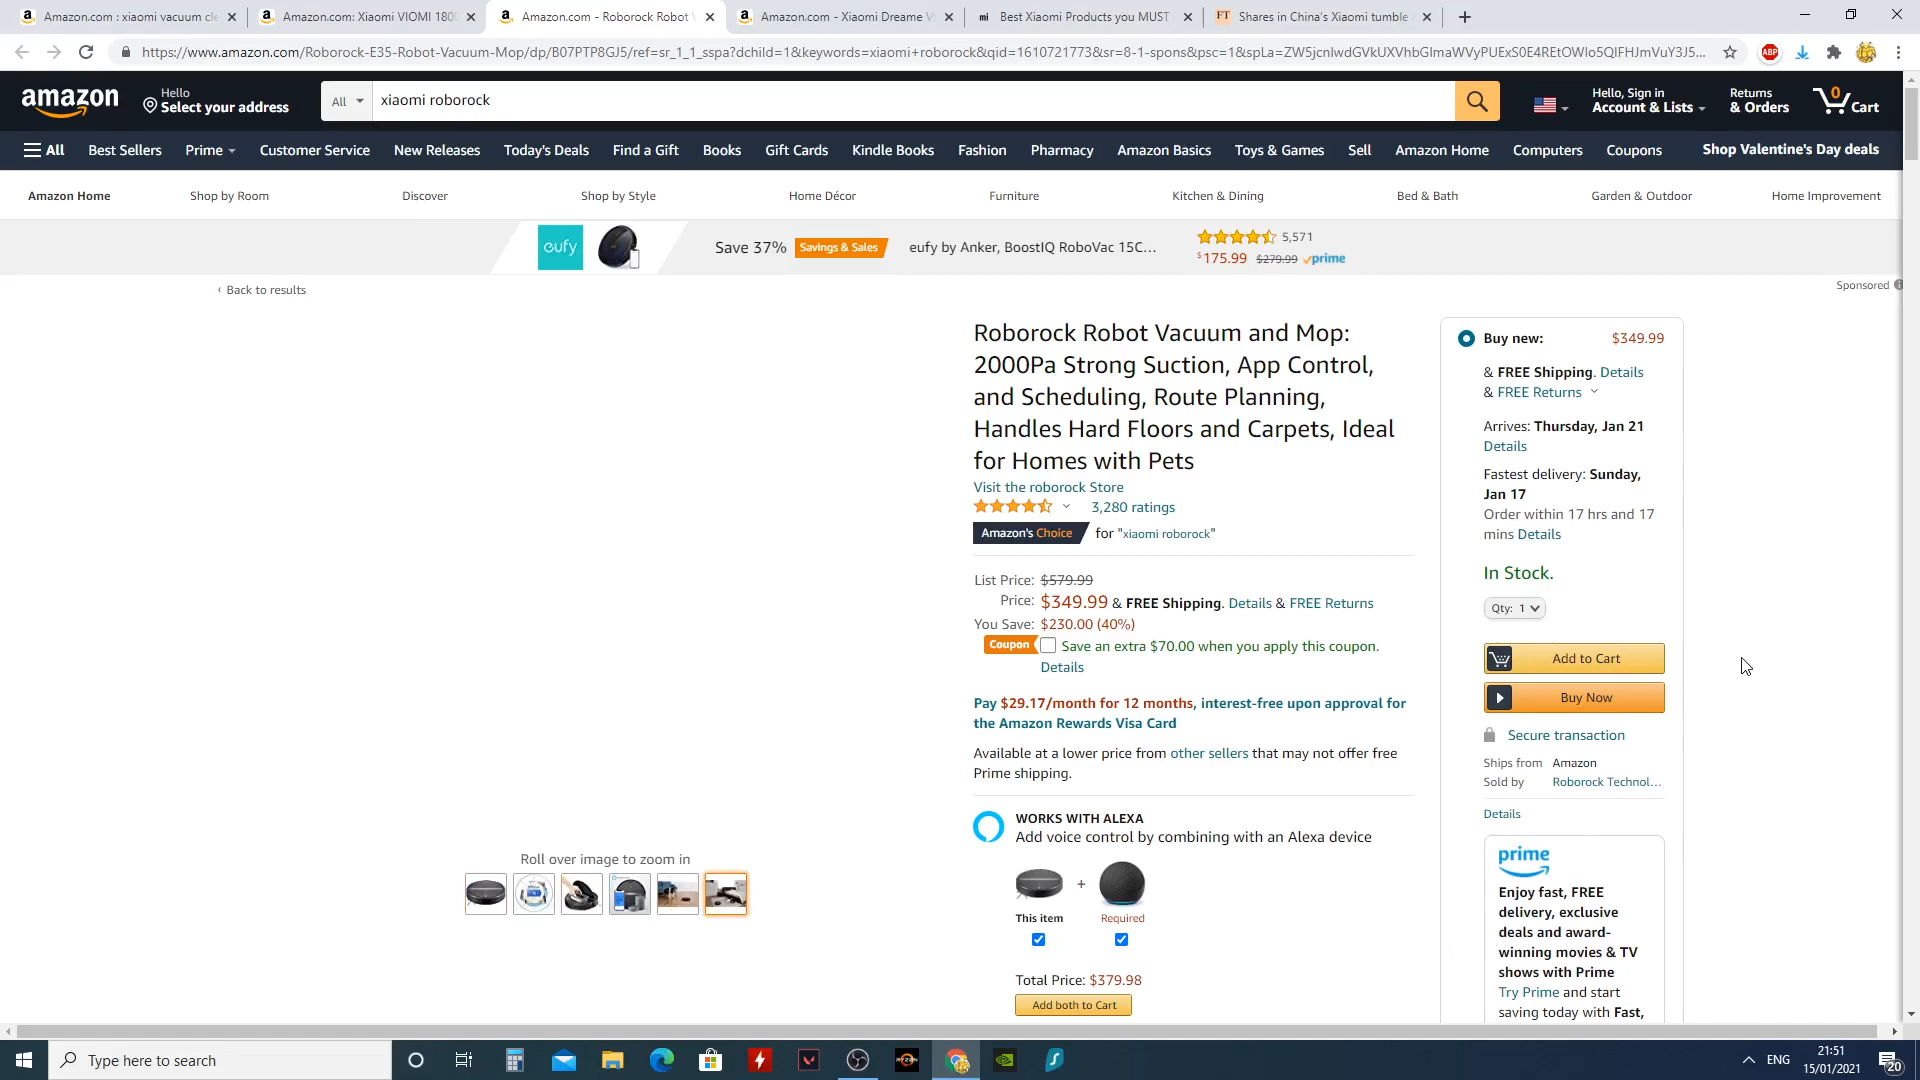 Amazon.com : xiaomi vacuum cle
Amazon.com: Xiaomi VIOMI 1800
Amazon.com - Roborock Robot V
Amazon.com - Xiaomi Dreame V
mi Best Xiaomi Products you MUST
FT Shares in China's Xiaomi tumble
https://www.amazon.com/Roborock-E35-Robot-Vacuum-Mop/dp/B07PTP8GJ5/ref=sr_1_1_sspa?dchild=1&keywords=xiaomi+roborock&qid=1610721773&sr=8-1-spons&psc=1&spLa=ZW5jcnlwdGVkUXVhbGlmaWVyPUExS0E4REtOWlo5QlFHJmVuY3J5...
ABP
amazon
Hello
Select your address
All
xiaomi roborock
Hello, Sign in
Account & Lists
Returns
& Orders
0
Cart
All Best Sellers Prime Customer Service New Releases Today's Deals Find a Gift Books Gift Cards Kindle Books Fashion Pharmacy Amazon Basics Toys & Games Sell Amazon Home Computers Coupons Shop Valentine's Day deals
Amazon Home Shop by Room Discover Shop by Style Home Décor Furniture Kitchen & Dining Bed & Bath Garden & Outdoor Home Improvement
eufy
Save 37% Savings & Sales eufy by Anker, BoostIQ RoboVac 15C...
5,571
$175.99 $279.99 prime
‹ Back to results
Sponsored
Roborock Robot Vacuum and Mop:
2000Pa Strong Suction, App Control,
and Scheduling, Route Planning,
Handles Hard Floors and Carpets, Ideal
for Homes with Pets
Visit the roborock Store
3,280 ratings
Amazon's Choice for "xiaomi roborock"
List Price: $579.99
Price: $349.99 & FREE Shipping. Details & FREE Returns
You Save: $230.00 (40%)
Coupon Save an extra $70.00 when you apply this coupon.
Details
Pay $29.17/month for 12 months, interest-free upon approval for
the Amazon Rewards Visa Card
Available at a lower price from other sellers that may not offer free
Prime shipping.
WORKS WITH ALEXA
Add voice control by combining with an Alexa device
+
This item Required
Total Price: $379.98
Add both to Cart
Roll over image to zoom in
Buy new: $349.99
& FREE Shipping. Details
& FREE Returns
Arrives: Thursday, Jan 21
Details
Fastest delivery: Sunday,
Jan 17
Order within 17 hrs and 17
mins Details
In Stock.
Qty: 1
Add to Cart
Buy Now
Secure transaction
Ships from Amazon
Sold by Roborock Technol...
Details
prime
Enjoy fast, FREE
delivery, exclusive
deals and award-
winning movies & TV
shows with Prime
Try Prime and start
saving today with Fast,
Type here to search
RYZEN
ENG
21:51
15/01/2021
20